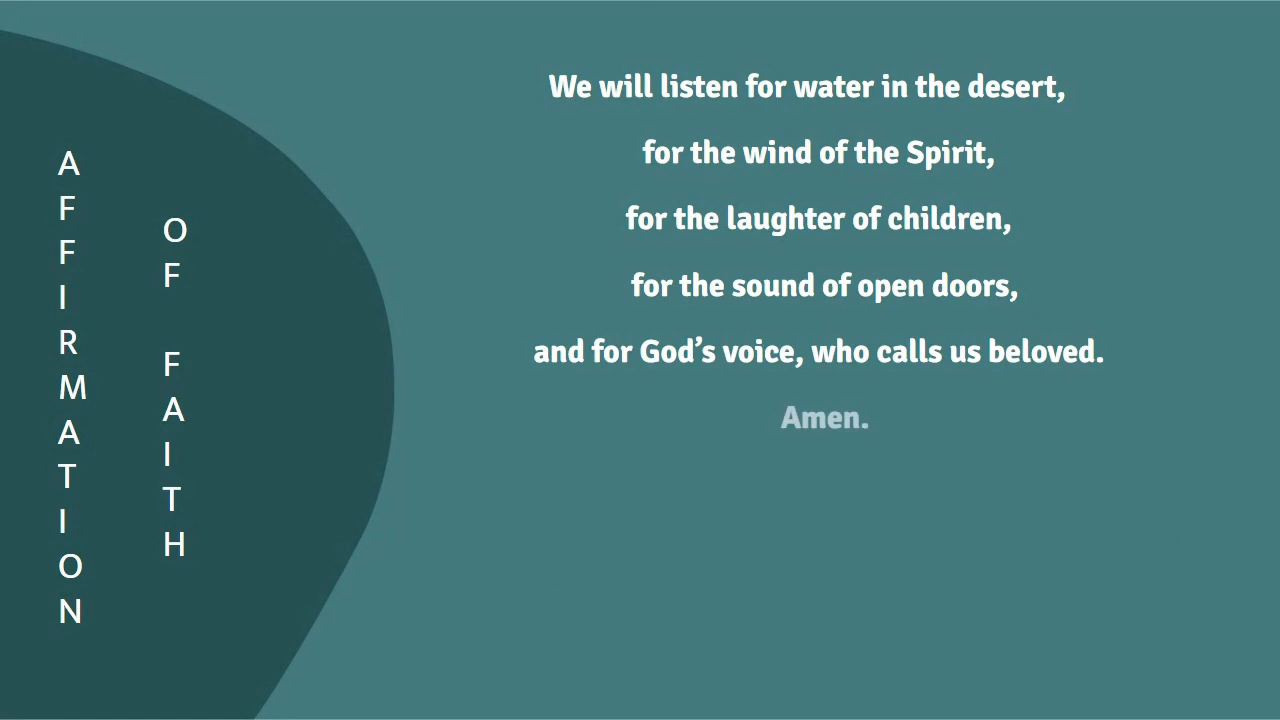 AFFIRMATION
OF FAITH
We will listen for water in the desert,
for the wind of the Spirit,
for the laughter of children,
for the sound of open doors,
and for God’s voice, who calls us beloved.
Amen.